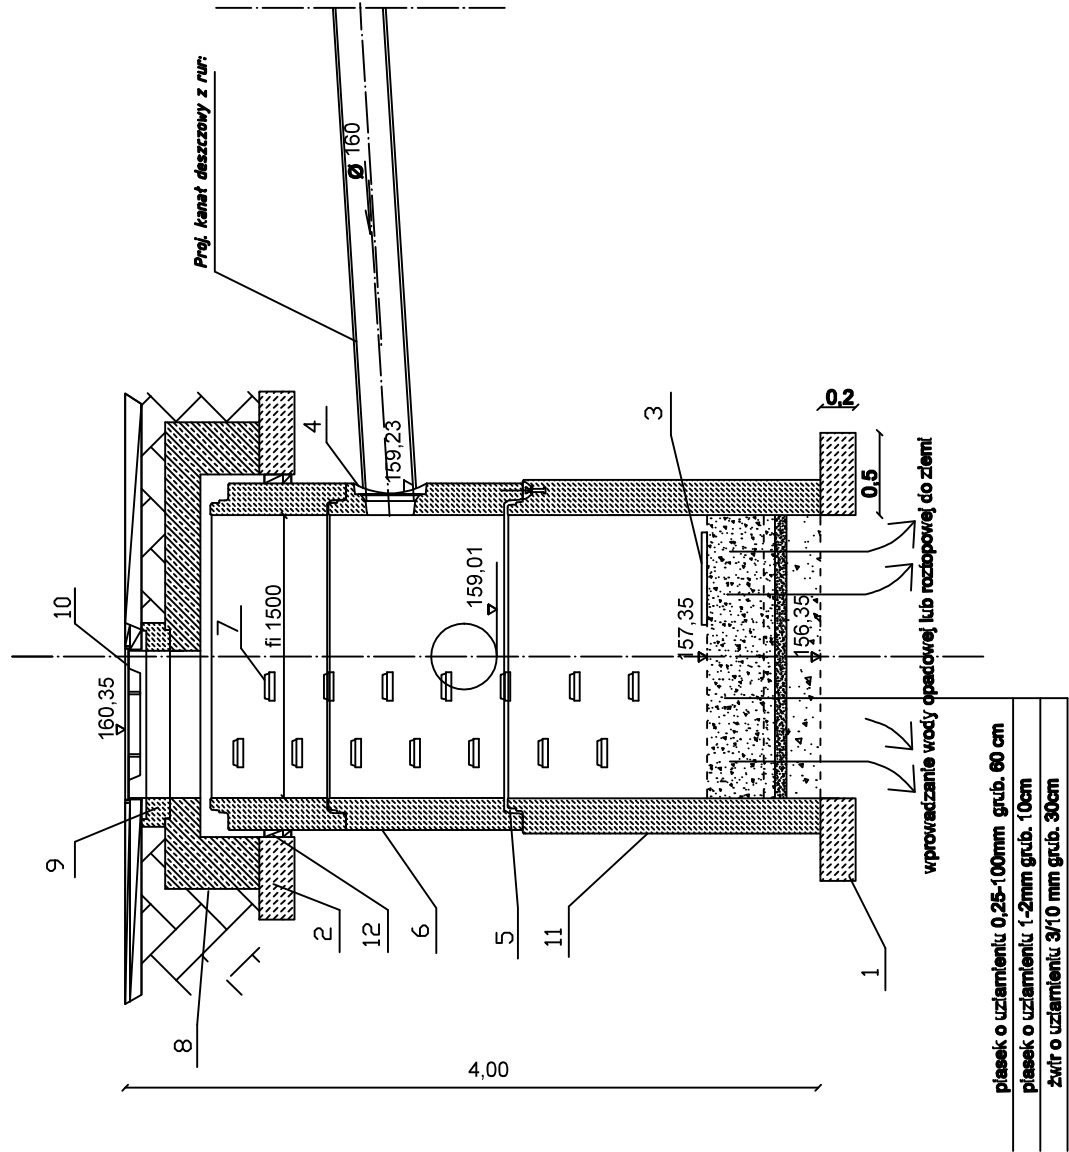 Proj. kanał deszczowy z rur:
Ø 160
10
160,35
9
7
fi 1500
4
159,23
159,01
3
157,35
156,35
0,2
0,5
8
2
12
6
5
11
1
4,00
wprowadzanie wody opadowej lub roztopowej do ziemi
piasek o uziarnieniu 0,25-100mm grub. 60 cm
piasek o uziarnieniu 1-2mm grub. 10cm
żwir o uziarnieniu 3/10 mm grub. 30cm